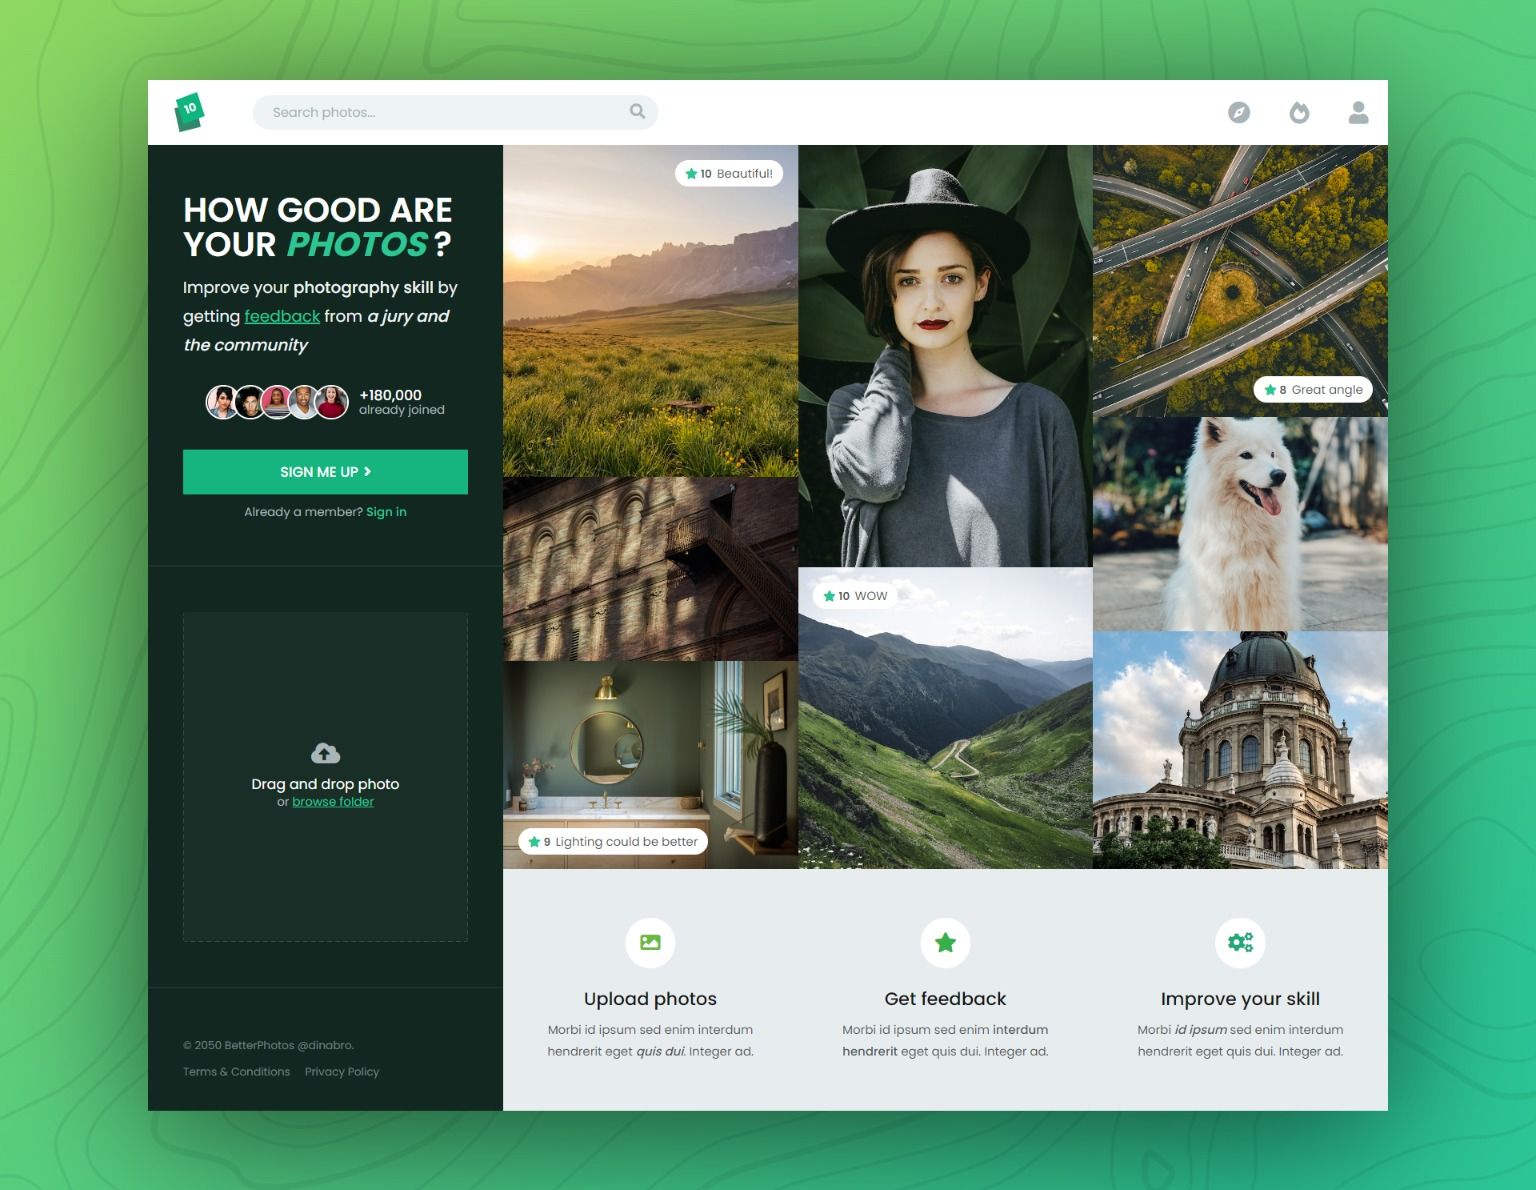 10
Search photos...
HOW GOOD ARE
YOUR PHOTOS ?
Improve your photography skill by
getting feedback from a jury and
the community
+180,000
already joined
SIGN ME UP
Already a member? Sign in
Drag and drop photo
or browse folder
© 2050 BetterPhotos @dinabro.
Terms & Conditions Privacy Policy
10 Beautiful!
8 Great angle
10 WOW
9 Lighting could be better
Upload photos
Morbi id ipsum sed enim interdum
hendrerit eget quis dui. Integer ad.
Get feedback
Morbi id ipsum sed enim interdum
hendrerit eget quis dui. Integer ad.
Improve your skill
Morbi id ipsum sed enim interdum
hendrerit eget quis dui. Integer ad.